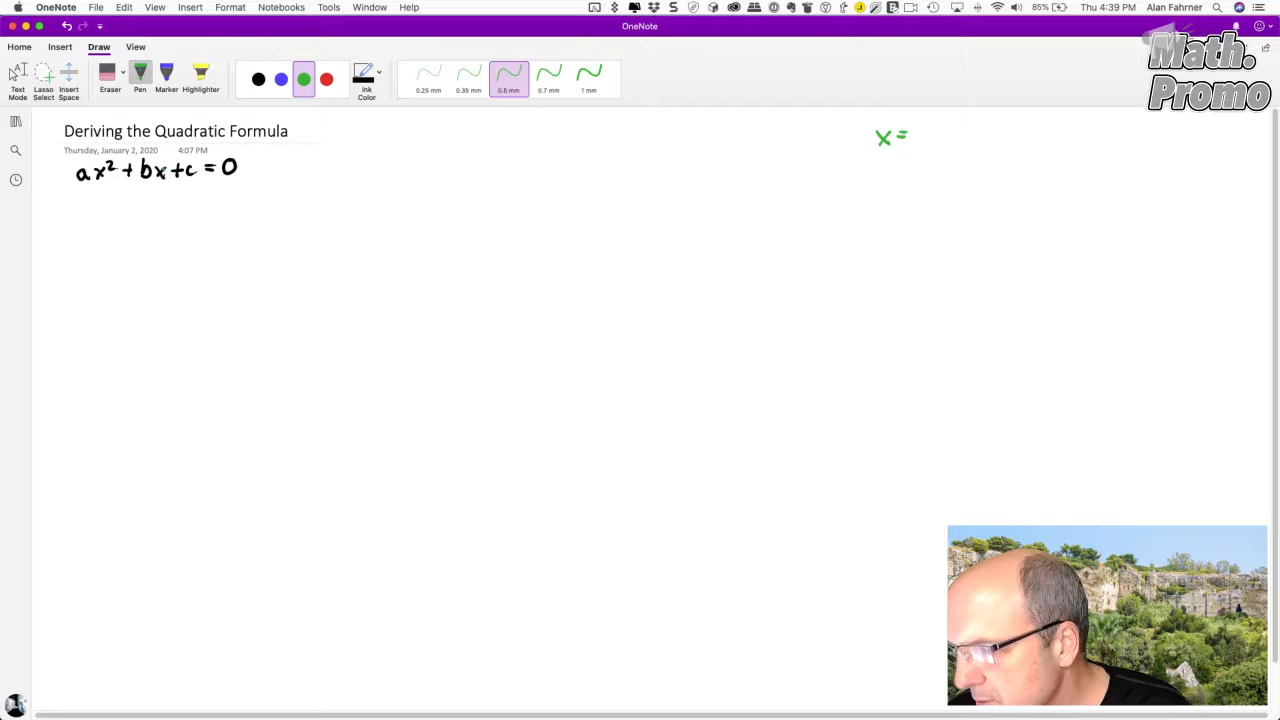 OneNote File Edit View Insert Format Notebooks Tools Window Help 85% Thu 4:39 PM Alan Fahrner
OneNote
Home Insert Draw View
Math.
Promo
Text Mode Lasso Select Insert Space Eraser Pen Marker Highlighter Ink Color 0.25 mm 0.35 mm 0.5 mm 0.7 mm 1 mm
Deriving the Quadratic Formula
x =
Thursday, January 2, 2020 4:07 PM
ax² + bx + c = 0